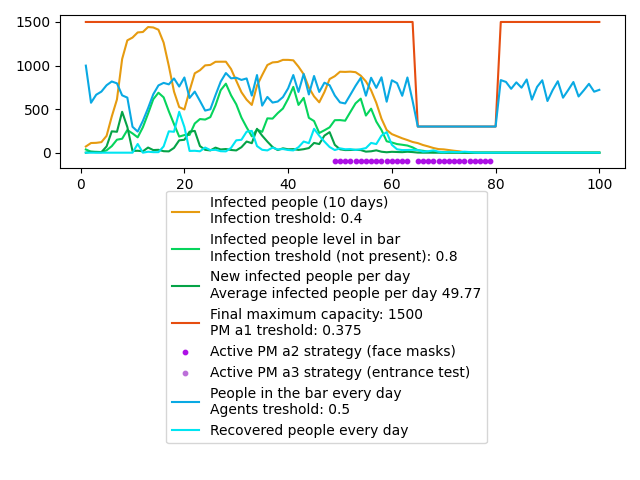 1500
1000
500
0
0 20 40 60 80 100
Infected people (10 days)
Infection treshold: 0.4
Infected people level in bar
Infection treshold (not present): 0.8
New infected people per day
Average infected people per day 49.77
Final maximum capacity: 1500
PM a1 treshold: 0.375
Active PM a2 strategy (face masks)
Active PM a3 strategy (entrance test)
People in the bar every day
Agents treshold: 0.5
Recovered people every day